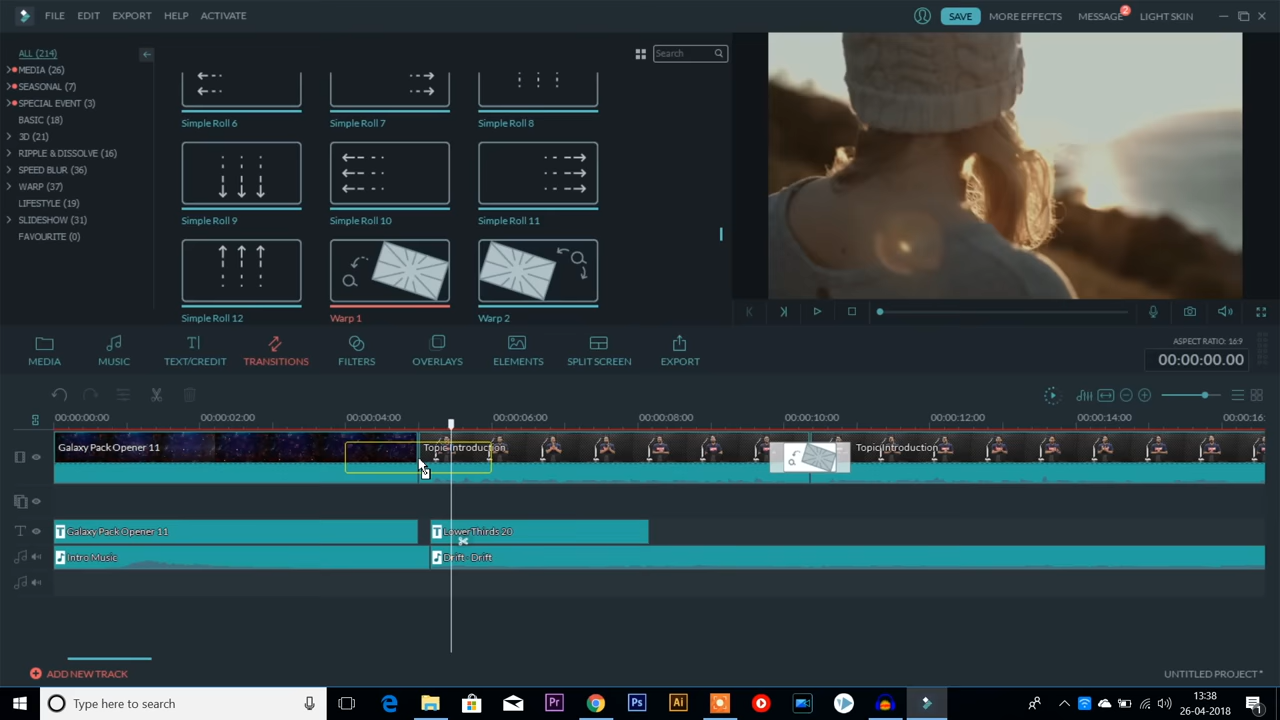 FILE EDIT EXPORT HELP ACTIVATE SAVE MORE EFFECTS MESSAGE 2 LIGHT SKIN
ALL (214)
MEDIA (26)
SEASONAL (7)
SPECIAL EVENT (3)
BASIC (18)
3D (21)
RIPPLE & DISSOLVE (16)
SPEED BLUR (36)
WARP (37)
LIFESTYLE (19)
SLIDESHOW (31)
FAVOURITE (0)
Search
Simple Roll 6 Simple Roll 7 Simple Roll 8
Simple Roll 9 Simple Roll 10 Simple Roll 11
Simple Roll 12 Warp 1 Warp 2
MEDIA MUSIC TEXT/CREDIT TRANSITIONS FILTERS OVERLAYS ELEMENTS SPLIT SCREEN EXPORT
ASPECT RATIO: 16:9
00:00:00.00
00:00:00:00 00:00:02:00 00:00:04:00 00:00:06:00 00:00:08:00 00:00:10:00 00:00:12:00 00:00:14:00 00:00:16:
Galaxy Pack Opener 11 Topic Introduction Topic Introduction
T T Galaxy Pack Opener 11 T LowerThirds 20
Intro Music Drift - Drift
ADD NEW TRACK UNTITLED PROJECT *
Type here to search Pr Ps Ai 13:38
26-04-2018 1